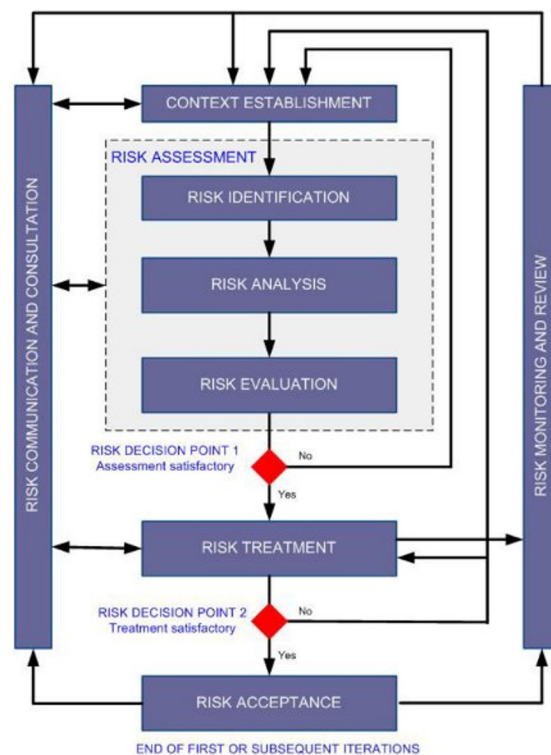 CONTEXT ESTABLISHMENT
RISK ASSESSMENT
RISK IDENTIFICATION
RISK ANALYSIS
RISK EVALUATION
RISK COMMUNICATION AND CONSULTATION
RISK MONITORING AND REVIEW
RISK DECISION POINT 1
Assessment satisfactory
No
Yes
RISK TREATMENT
RISK DECISION POINT 2
Treatment satisfactory
No
Yes
RISK ACCEPTANCE
END OF FIRST OR SUBSEQUENT ITERATIONS